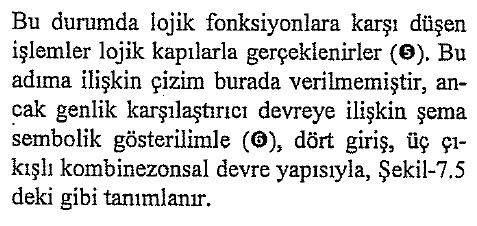 Bu durumda lojik fonksiyonlara karşı düşen
işlemler lojik kapılarla gerçeklenirler (❺). Bu
adıma ilişkin çizim burada verilmemiştir, an-
cak genlik karşılaştırıcı devreye ilişkin şema
sembolik gösterilimle (❻), dört giriş, üç çı-
kışlı kombinezonsal devre yapısıyla, Şekil-7.5
deki gibi tanımlanır.